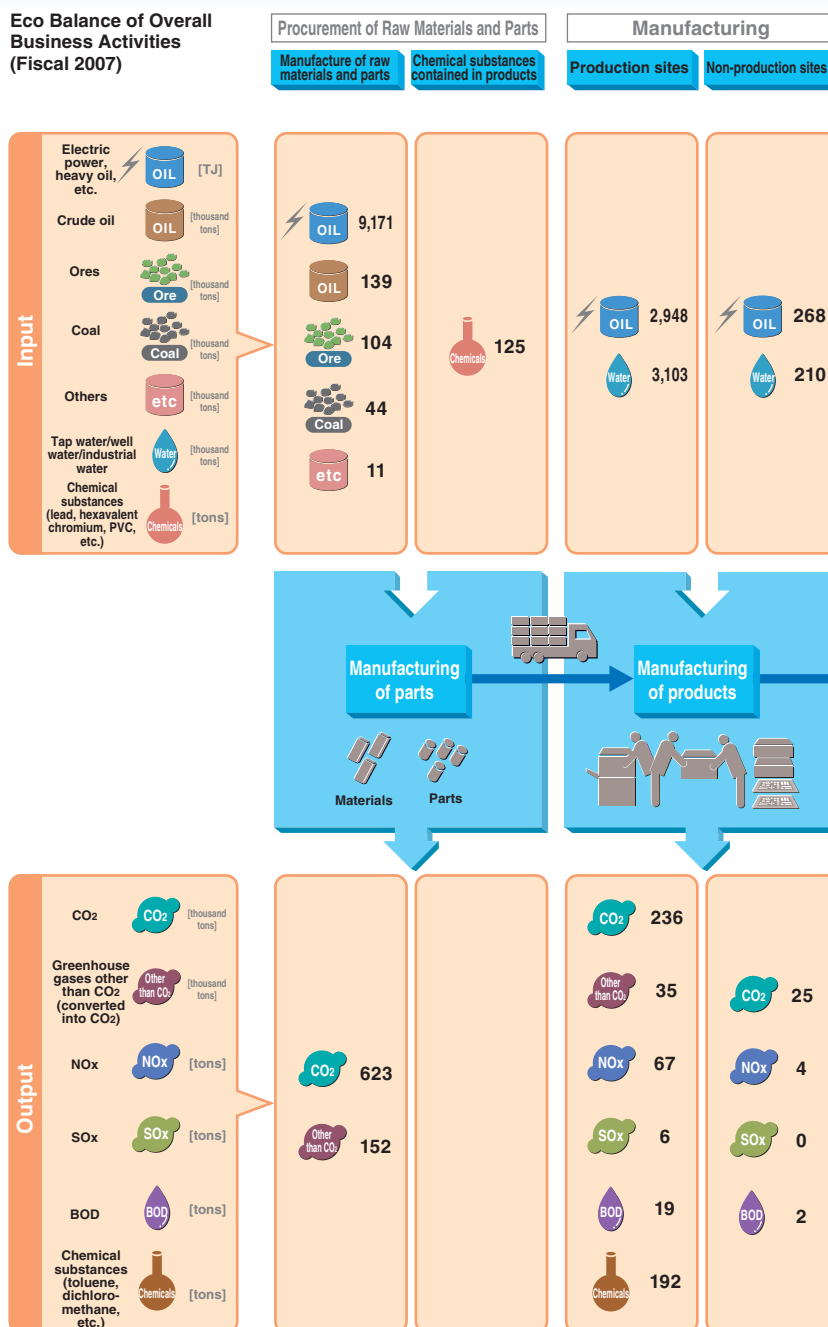 Eco Balance of Overall
Business Activities
(Fiscal 2007)
Procurement of Raw Materials and Parts
Manufacturing
Manufacture of raw
materials and parts
Chemical substances
contained in products
Production sites
Non-production sites
Input
Electric
power,
heavy oil,
etc.
OIL
[TJ]
Crude oil
OIL
[thousand
tons]
Ores
Ore
[thousand
tons]
Coal
Coal
[thousand
tons]
Others
etc
[thousand
tons]
Tap water/well
water/industrial
water
Water
[thousand
tons]
Chemical
substances
(lead, hexavalent
chromium, PVC,
etc.)
Chemicals
[tons]
OIL 9,171
OIL 139
Ore 104
Coal 44
etc 11
Chemicals 125
OIL 2,948
Water 3,103
OIL 268
Water 210
Manufacturing
of parts
Materials
Parts
Manufacturing
of products
Output
CO2
CO2
[thousand
tons]
Greenhouse
gases other
than CO2
(converted
into CO2)
Other
than CO2
[thousand
tons]
NOx
NOx
[tons]
SOx
SOx
[tons]
BOD
BOD
[tons]
Chemical
substances
(toluene,
dichloro-
methane,
etc.)
Chemicals
[tons]
CO2 623
Other
than CO2
152
CO2 236
Other
than CO2
35
NOx 67
SOx 6
BOD 19
Chemicals 192
CO2 25
NOx 4
SOx 0
BOD 2